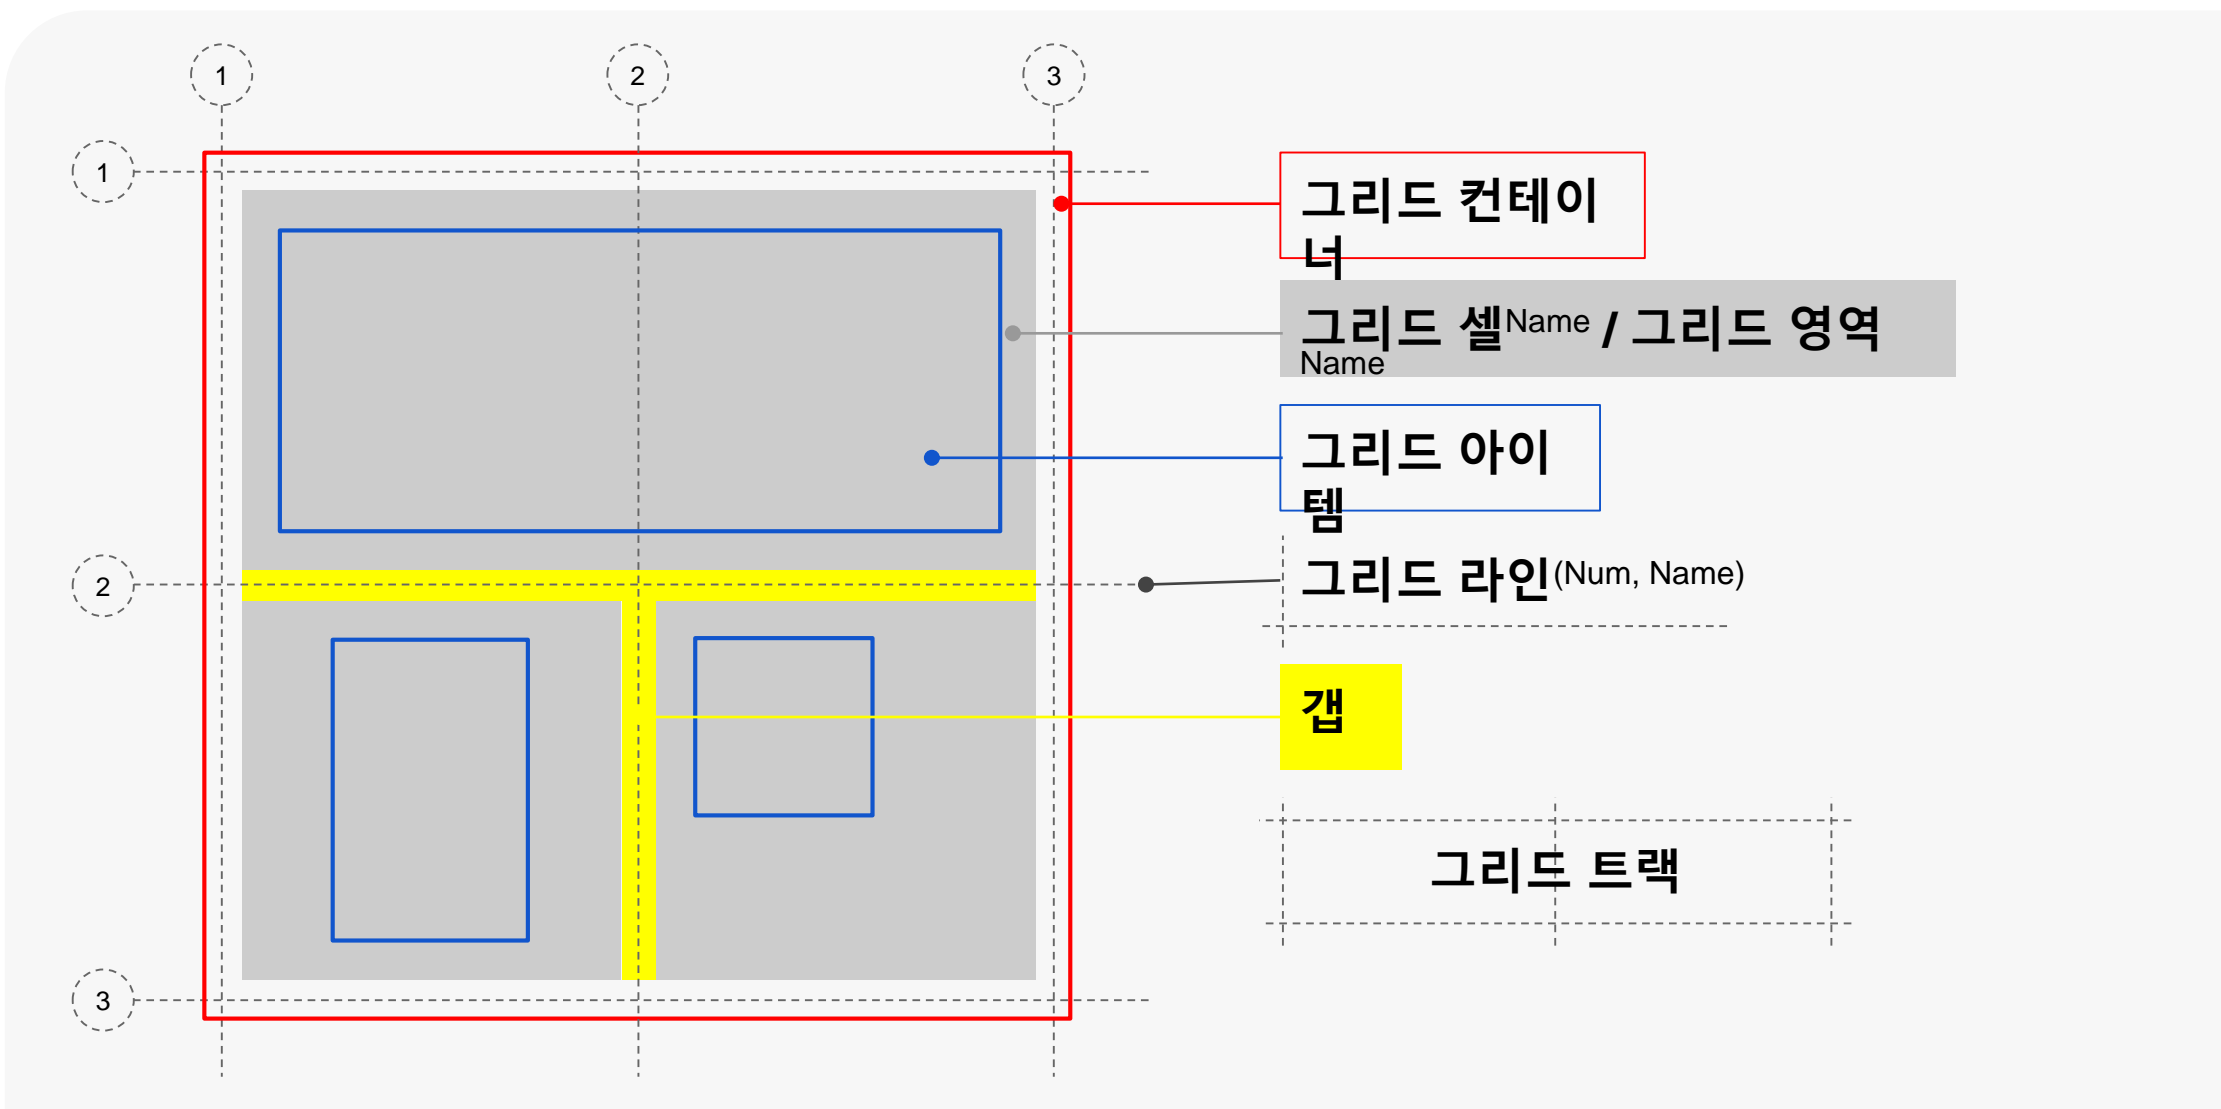 1
2
3
1
2
3
그리드 컨테이
너
그리드 셀Name / 그리드 영역
Name
그리드 아이
템
그리드 라인(Num, Name)
갭
그리드 트랙